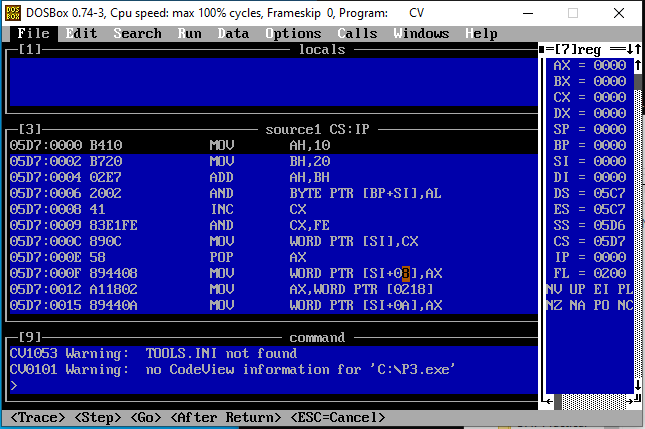 DOSBox 0.74-3, Cpu speed: max 100% cycles, Frameskip 0, Program: CV
File Edit Search Run Data Options Calls Windows Help
[1] locals
[3] source1 CS:IP
05D7:0000 B410 MOV AH,10
05D7:0002 B720 MOV BH,20
05D7:0004 02E7 ADD AH,BH
05D7:0006 2002 AND BYTE PTR [BP+SI],AL
05D7:0008 41 INC CX
05D7:0009 83E1FE AND CX,FE
05D7:000C 890C MOV WORD PTR [SI],CX
05D7:000E 58 POP AX
05D7:000F 894408 MOV WORD PTR [SI+08],AX
05D7:0012 A11802 MOV AX,WORD PTR [0218]
05D7:0015 89440A MOV WORD PTR [SI+0A],AX
[9] command
CV1053 Warning: TOOLS.INI not found
CV0101 Warning: no CodeView information for 'C:\P3.exe'
>
[7]reg
AX = 0000
BX = 0000
CX = 0000
DX = 0000
SP = 0000
BP = 0000
SI = 0000
DI = 0000
DS = 05C7
ES = 05C7
SS = 05D6
CS = 05D7
IP = 0000
FL = 0200
NV UP EI PL
NZ NA PO NC
<Trace> <Step> <Go> <After Return> <ESC=Cancel>